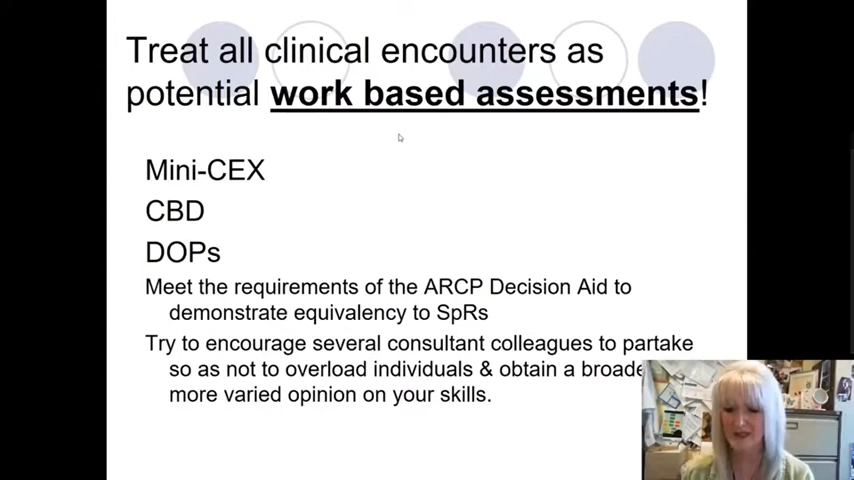 Treat all clinical encounters as
potential work based assessments!
Mini-CEX
CBD
DOPs
Meet the requirements of the ARCP Decision Aid to
demonstrate equivalency to SpRs
Try to encourage several consultant colleagues to partake
so as not to overload individuals & obtain a broade
more varied opinion on your skills.